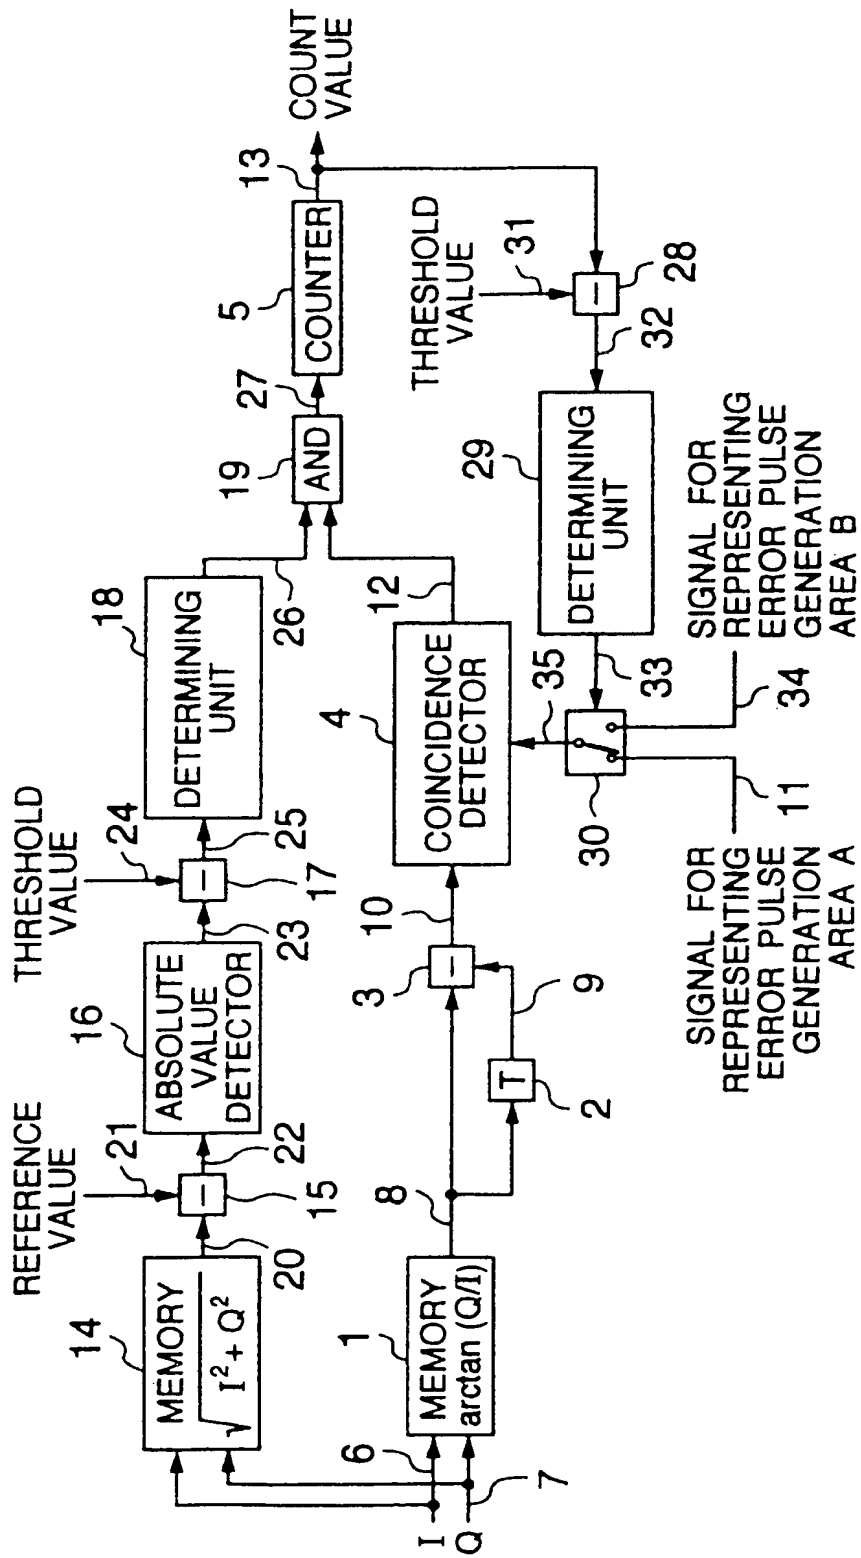 REFERENCE
VALUE
THRESHOLD
VALUE
14
21
16
24
18
MEMORY
√I²+Q²
20
15
22
ABSOLUTE
VALUE
DETECTOR
23
17
25
DETERMINING
UNIT
26
19
AND
27
5
COUNTER
13
COUNT
VALUE
I
Q
6
7
1
MEMORY
arctan (Q/I)
8
T
2
9
3
10
4
COINCIDENCE
DETECTOR
12
THRESHOLD
VALUE
31
28
32
29
DETERMINING
UNIT
33
35
30
11
34
SIGNAL FOR
REPRESENTING
ERROR PULSE
GENERATION
AREA A
SIGNAL FOR
REPRESENTING
ERROR PULSE
GENERATION
AREA B